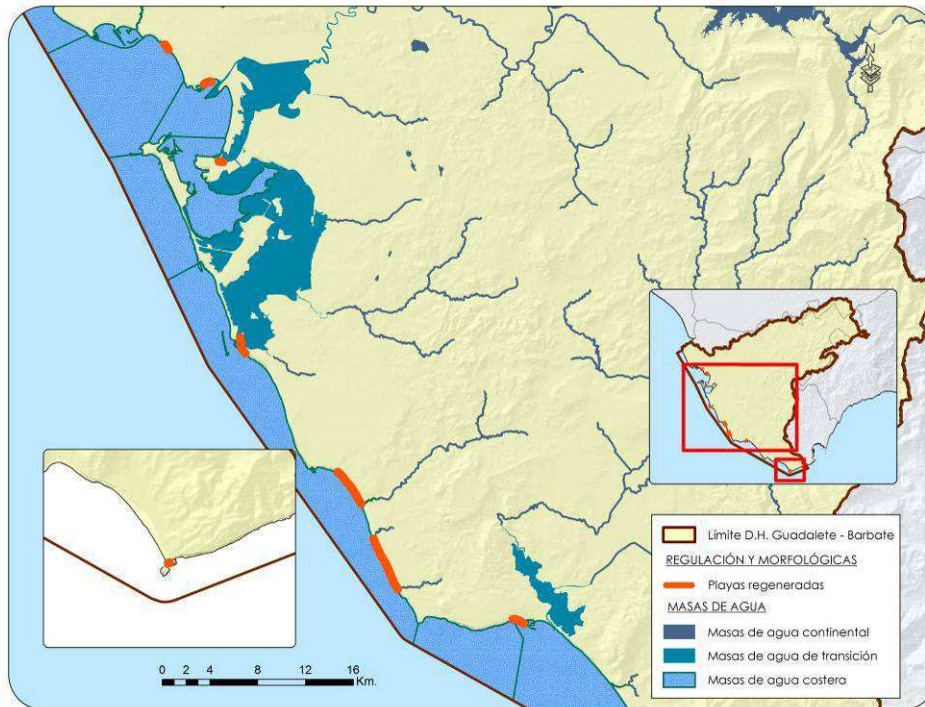 N
Límite D.H. Guadalete - Barbate
REGULACIÓN Y MORFOLÓGICAS
Playas regeneradas
MASAS DE AGUA
Masas de agua continental
Masas de agua de transición
Masas de agua costera
0 2 4 8 12 16
Km.